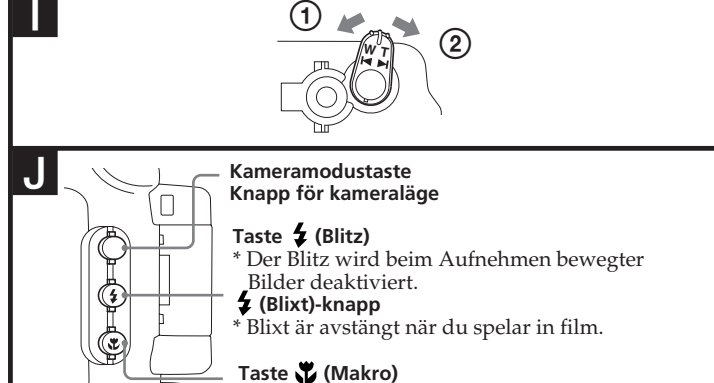 I
① ②
W T
J
Kameramodustaste
Knapp för kameraläge
Taste (Blitz)
* Der Blitz wird beim Aufnehmen bewegter
Bilder deaktiviert.
(Blixt)-knapp
* Blixt är avstängt när du spelar in film.
Taste (Makro)